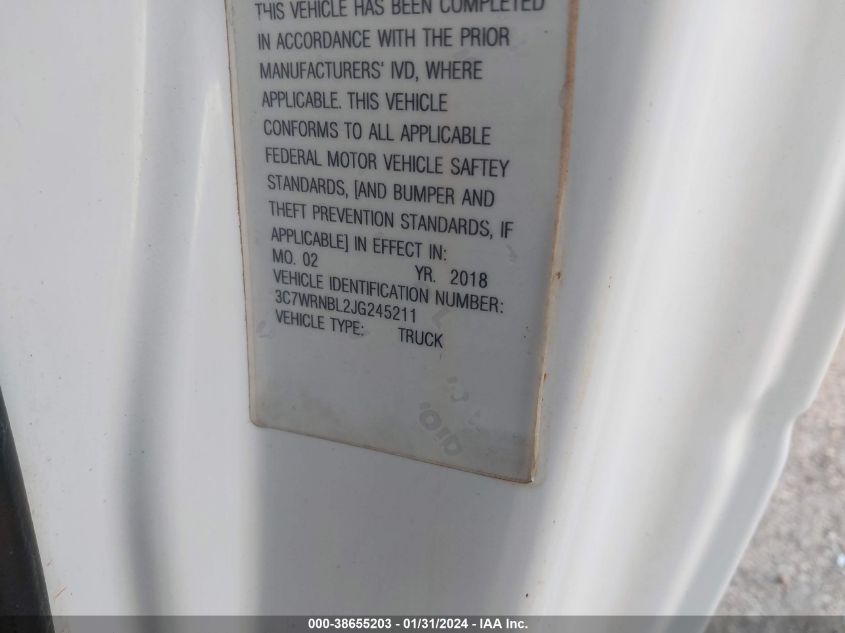 THIS VEHICLE HAS BEEN COMPLETED
IN ACCORDANCE WITH THE PRIOR
MANUFACTURERS' IVD, WHERE
APPLICABLE. THIS VEHICLE
CONFORMS TO ALL APPLICABLE
FEDERAL MOTOR VEHICLE SAFTEY
STANDARDS, [AND BUMPER AND
THEFT PREVENTION STANDARDS, IF
APPLICABLE] IN EFFECT IN:
MO. 02 YR. 2018
VEHICLE IDENTIFICATION NUMBER:
3C7WRNBL2JG245211
VEHICLE TYPE: TRUCK
000-38655203 - 01/31/2024 - IAA Inc.